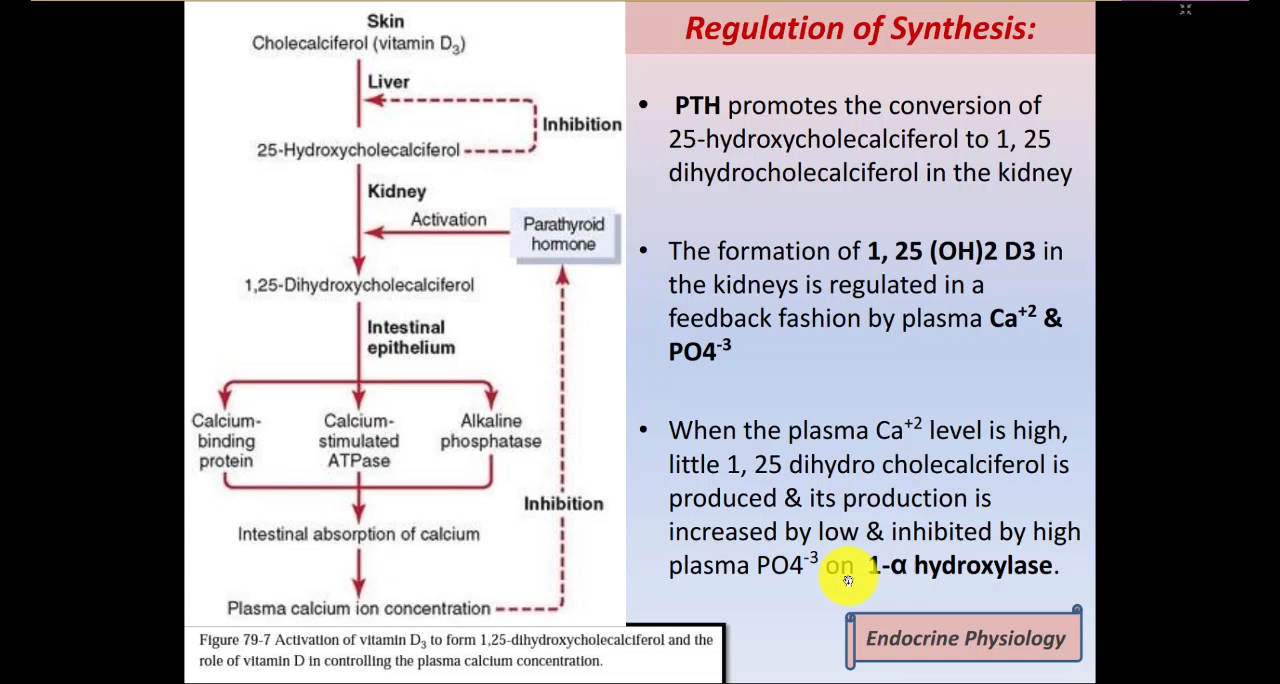 Skin
Cholecalciferol (vitamin D3)
Liver
Inhibition
25-Hydroxycholecalciferol
Kidney
Activation
Parathyroid
hormone
1,25-Dihydroxycholecalciferol
Intestinal
epithelium
Calcium-
binding
protein
Calcium-
stimulated
ATPase
Alkaline
phosphatase
Inhibition
Intestinal absorption of calcium
Plasma calcium ion concentration
Figure 79-7 Activation of vitamin D3 to form 1,25-dihydroxycholecalciferol and the
role of vitamin D in controlling the plasma calcium concentration.
Regulation of Synthesis:
• PTH promotes the conversion of
25-hydroxycholecalciferol to 1, 25
dihydrocholecalciferol in the kidney
• The formation of 1, 25 (OH)2 D3 in
the kidneys is regulated in a
feedback fashion by plasma Ca+2 &
PO4-3
• When the plasma Ca+2 level is high,
little 1, 25 dihydro cholecalciferol is
produced & its production is
increased by low & inhibited by high
plasma PO4-3 on 1-α hydroxylase.
Endocrine Physiology